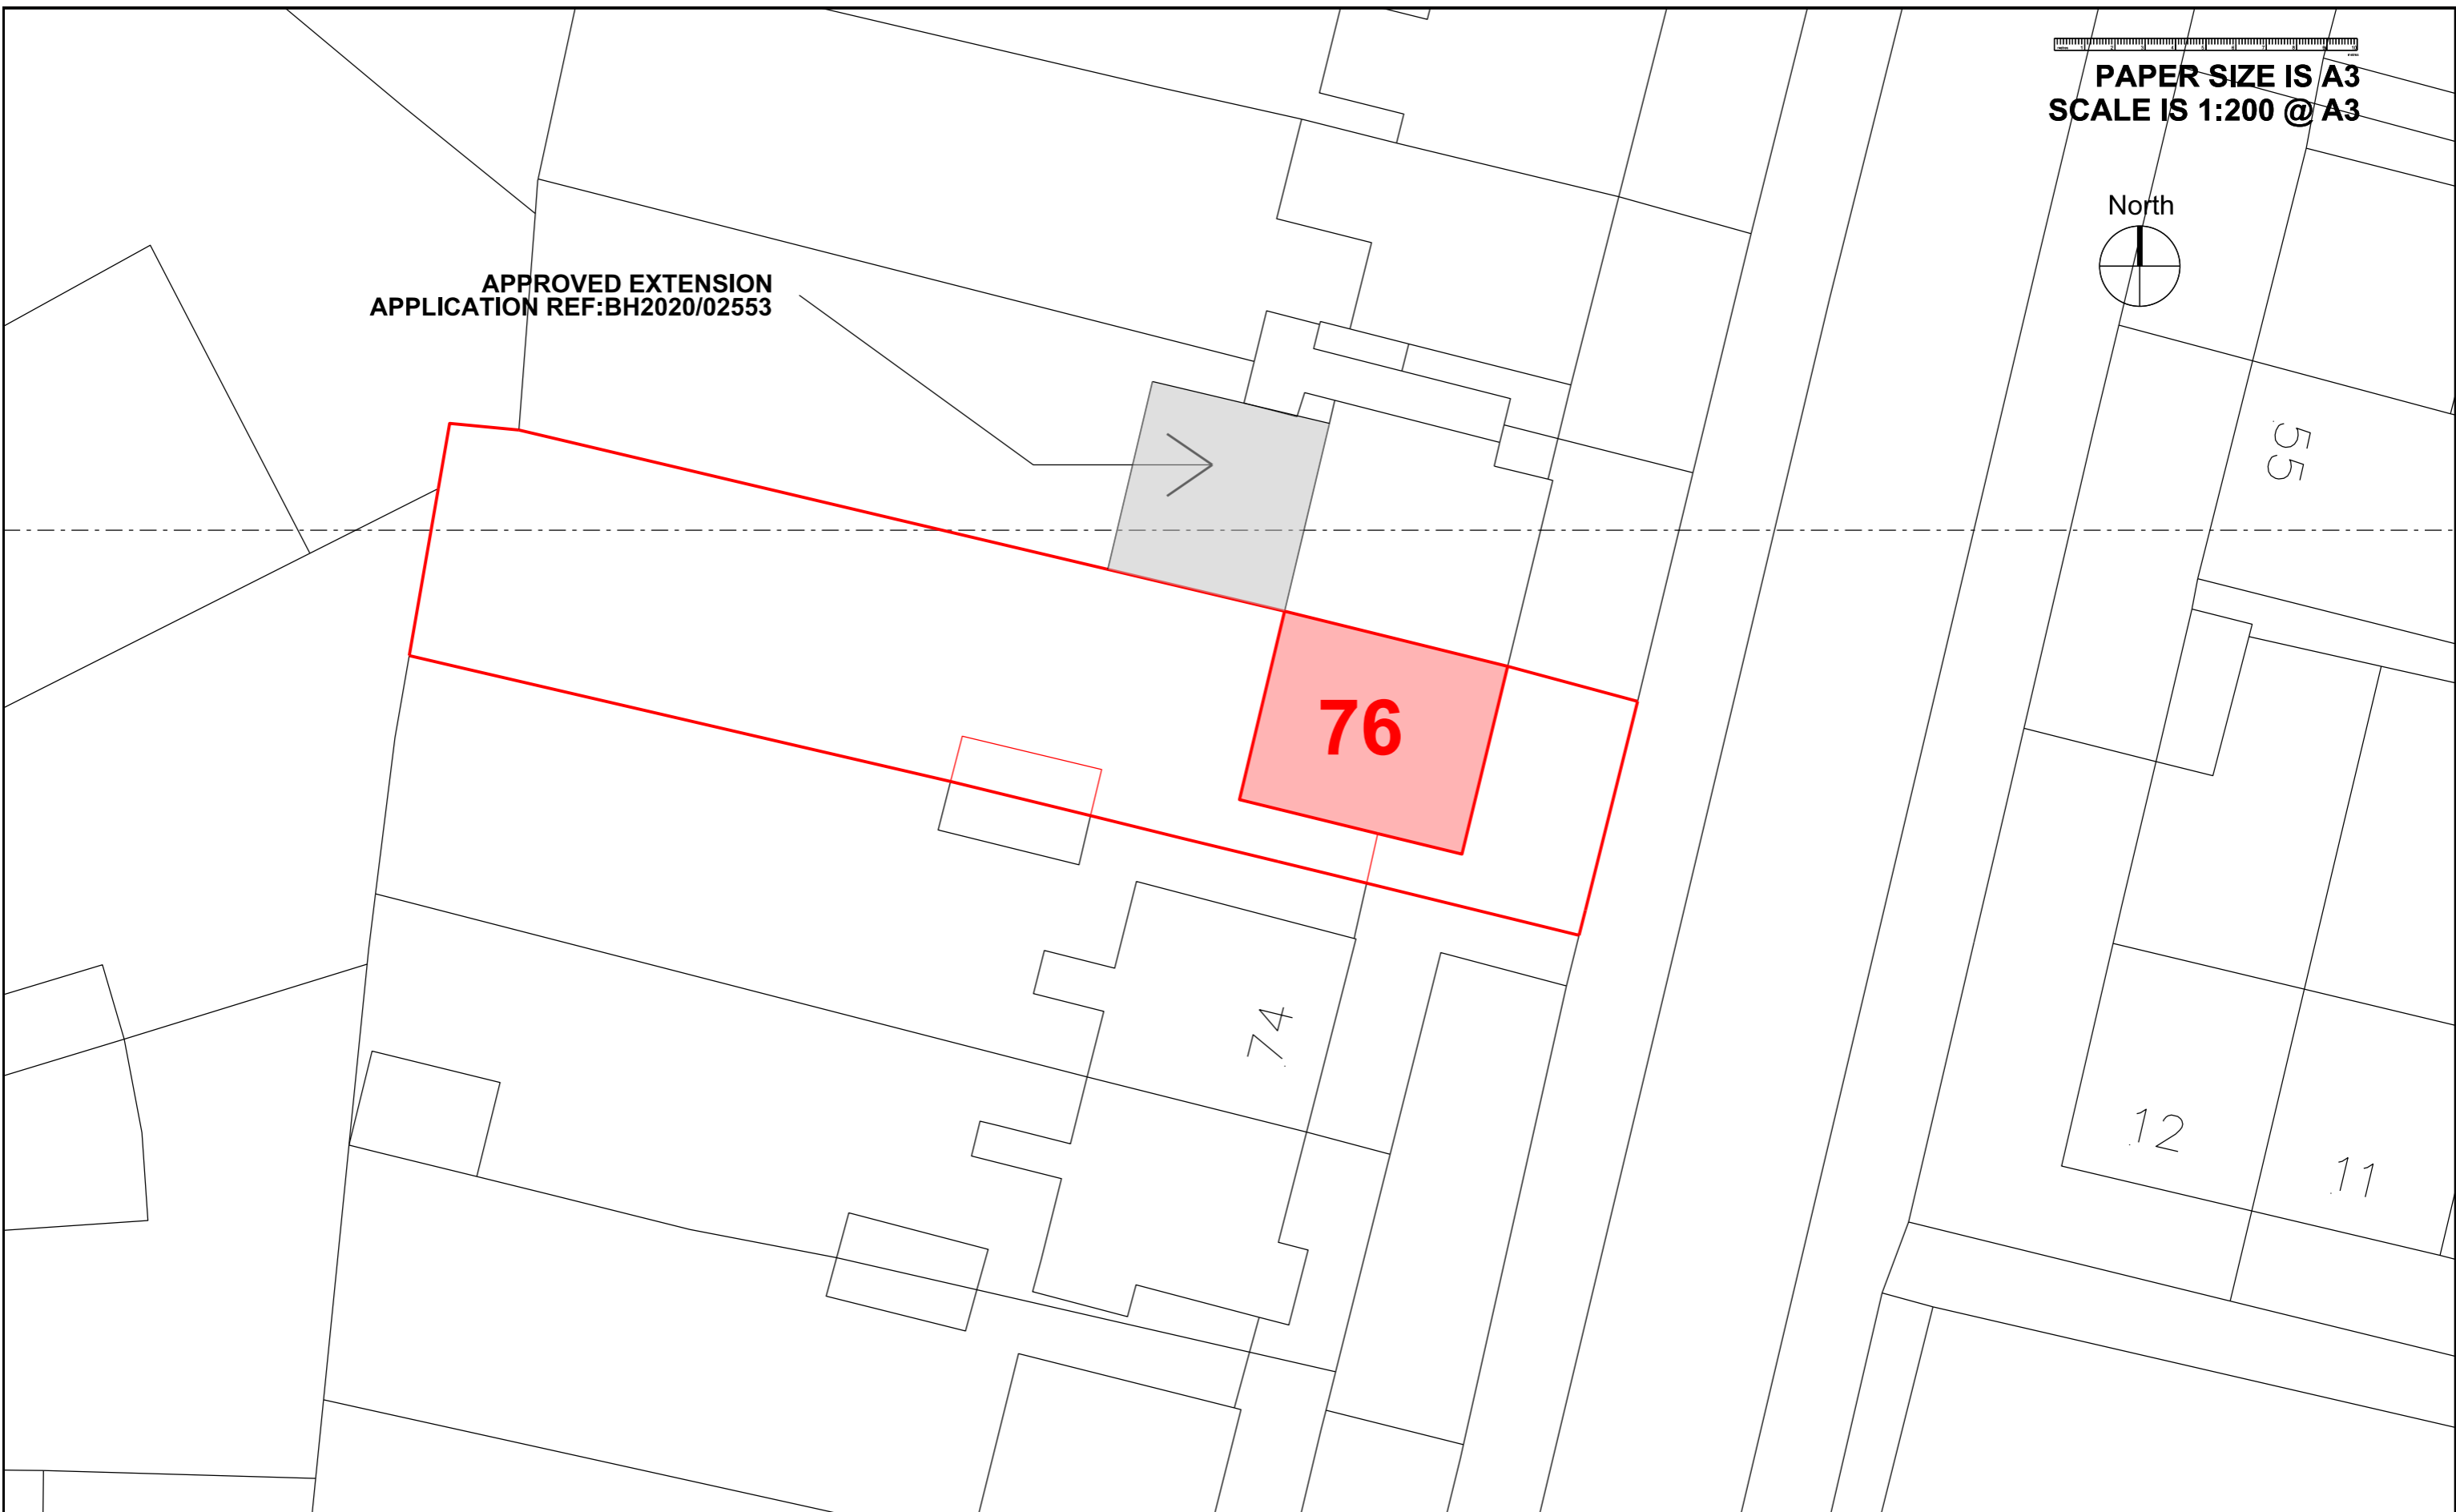 PAPER SIZE IS A3
SCALE IS 1:200 @ A3
North
APPROVED EXTENSION
APPLICATION REF:BH2020/02553
55
76
74
12
11